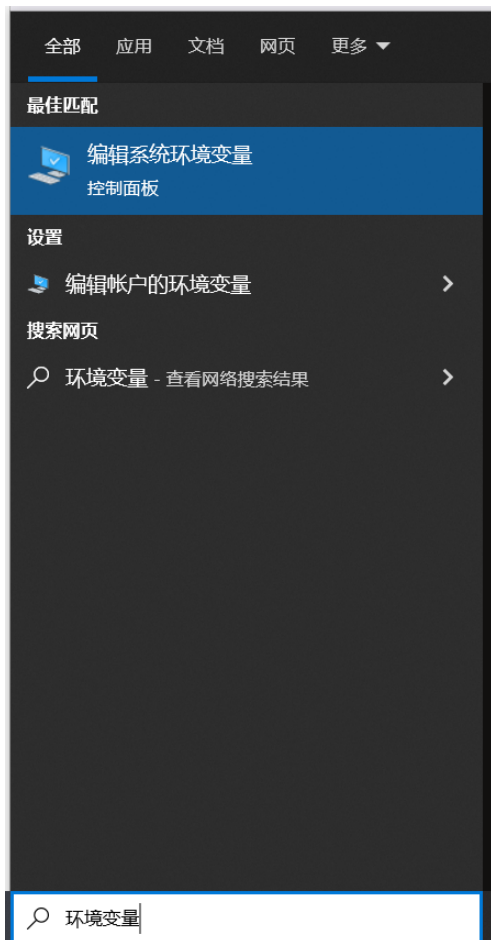 全部 应用 文档 网页 更多
最佳匹配
编辑系统环境变量
控制面板
设置
编辑帐户的环境变量
搜索网页
环境变量 - 查看网络搜索结果
环境变量